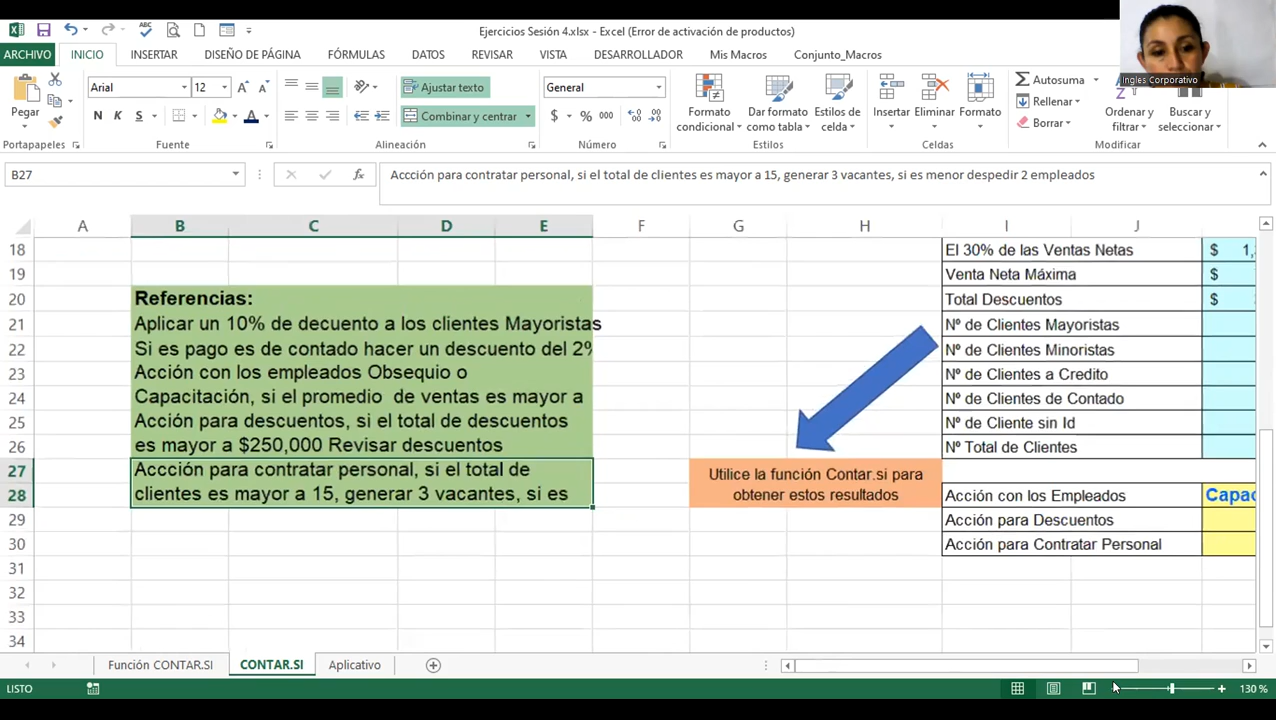 Ejercicios Sesión 4.xlsx - Excel (Error de activación de productos)
Ingles Corporativo
ARCHIVO INICIO INSERTAR DISEÑO DE PÁGINA FÓRMULAS DATOS REVISAR VISTA DESARROLLADOR Mis Macros Conjunto_Macros
Pegar
Arial 12
N K S
Ajustar texto
Combinar y centrar
General
$ % 000
Formato condicional
Dar formato como tabla
Estilos de celda
Insertar
Eliminar
Formato
Autosuma
Rellenar
Borrar
Ordenar y filtrar
Buscar y seleccionar
Portapapeles Fuente Alineación Número Estilos Celdas Modificar
B27
Accción para contratar personal, si el total de clientes es mayor a 15, generar 3 vacantes, si es menor despedir 2 empleados
A B C D E F G H I J
18 El 30% de las Ventas Netas $ 1,
19 Venta Neta Máxima $
20 Referencias: Total Descuentos $
21 Aplicar un 10% de decuento a los clientes Mayoristas Nº de Clientes Mayoristas
22 Si es pago es de contado hacer un descuento del 2% Nº de Clientes Minoristas
23 Acción con los empleados Obsequio o Nº de Clientes a Credito
24 Capacitación, si el promedio de ventas es mayor a Nº de Clientes de Contado
25 Acción para descuentos, si el total de descuentos Nº de Cliente sin Id
26 es mayor a $250,000 Revisar descuentos Nº Total de Clientes
27 Accción para contratar personal, si el total de
28 clientes es mayor a 15, generar 3 vacantes, si es
Utilice la función Contar.si para
obtener estos resultados
Acción con los Empleados Capac
29 Acción para Descuentos
30 Acción para Contratar Personal
31
32
33
34
Función CONTAR.SI CONTAR.SI Aplicativo
LISTO 130 %